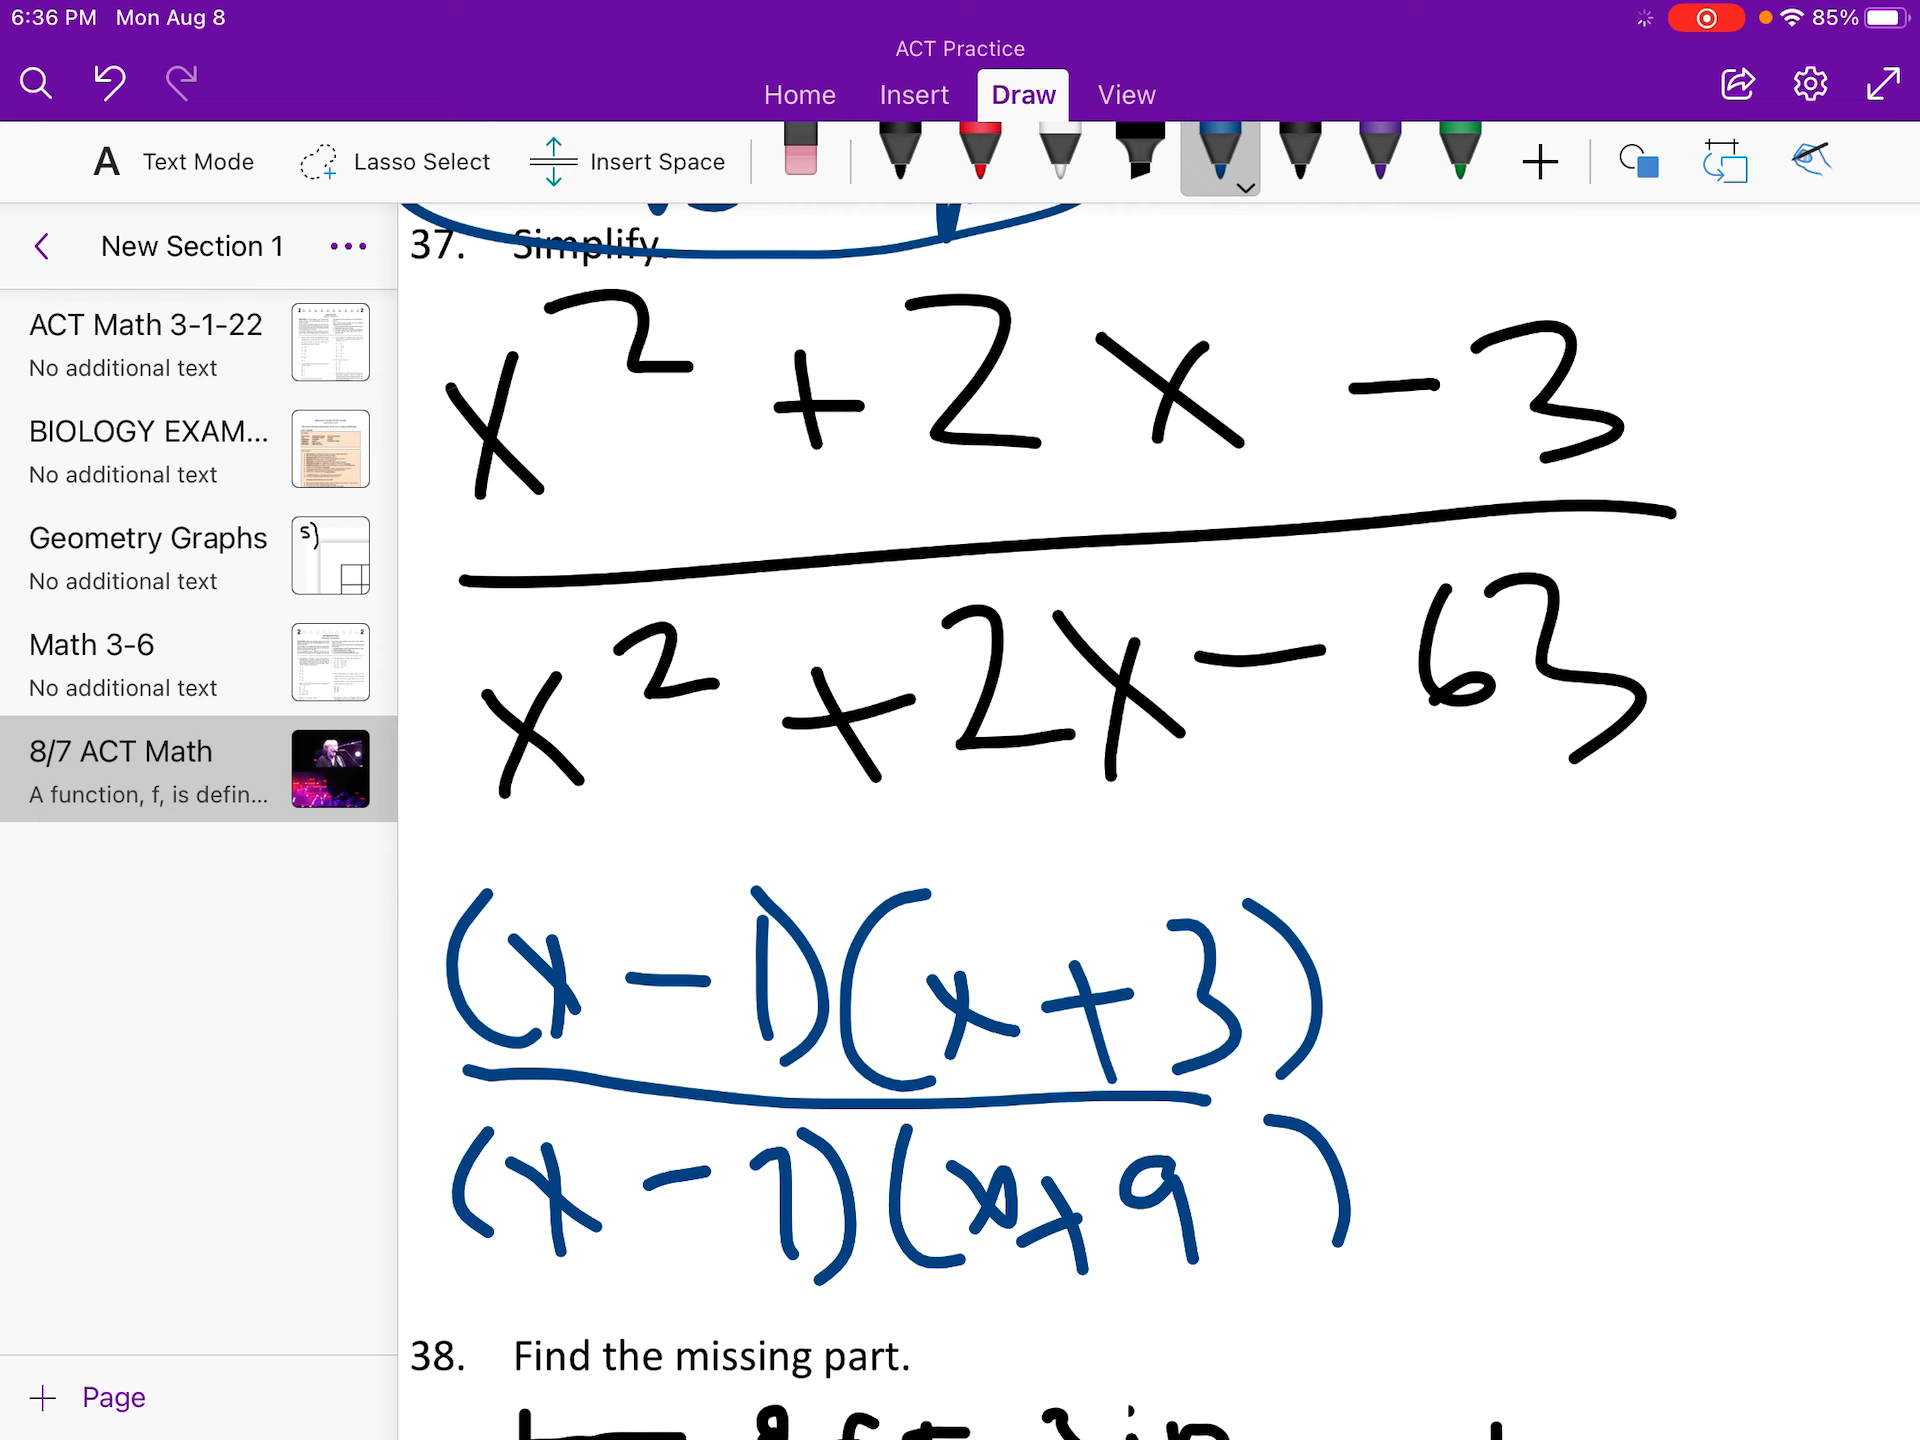 6:36 PM Mon Aug 8 85%
ACT Practice
Home Insert Draw View
A Text Mode Lasso Select Insert Space
New Section 1
ACT Math 3-1-22
No additional text
BIOLOGY EXAM...
No additional text
Geometry Graphs
No additional text
5)
Math 3-6
No additional text
8/7 ACT Math
A function, f, is defin...
+ Page
37. Simplify.
x² + 2x - 3
x² + 2x - 63
(x - 1)(x + 3)
(x - 7)(x + 9)
38. Find the missing part.